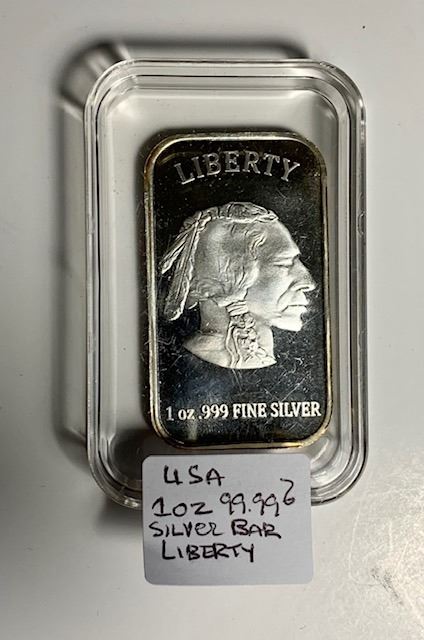 LIBERTY
1 oz .999 FINE SILVER
USA
1oz 99.99?
SILVER BAR
LIBERTY